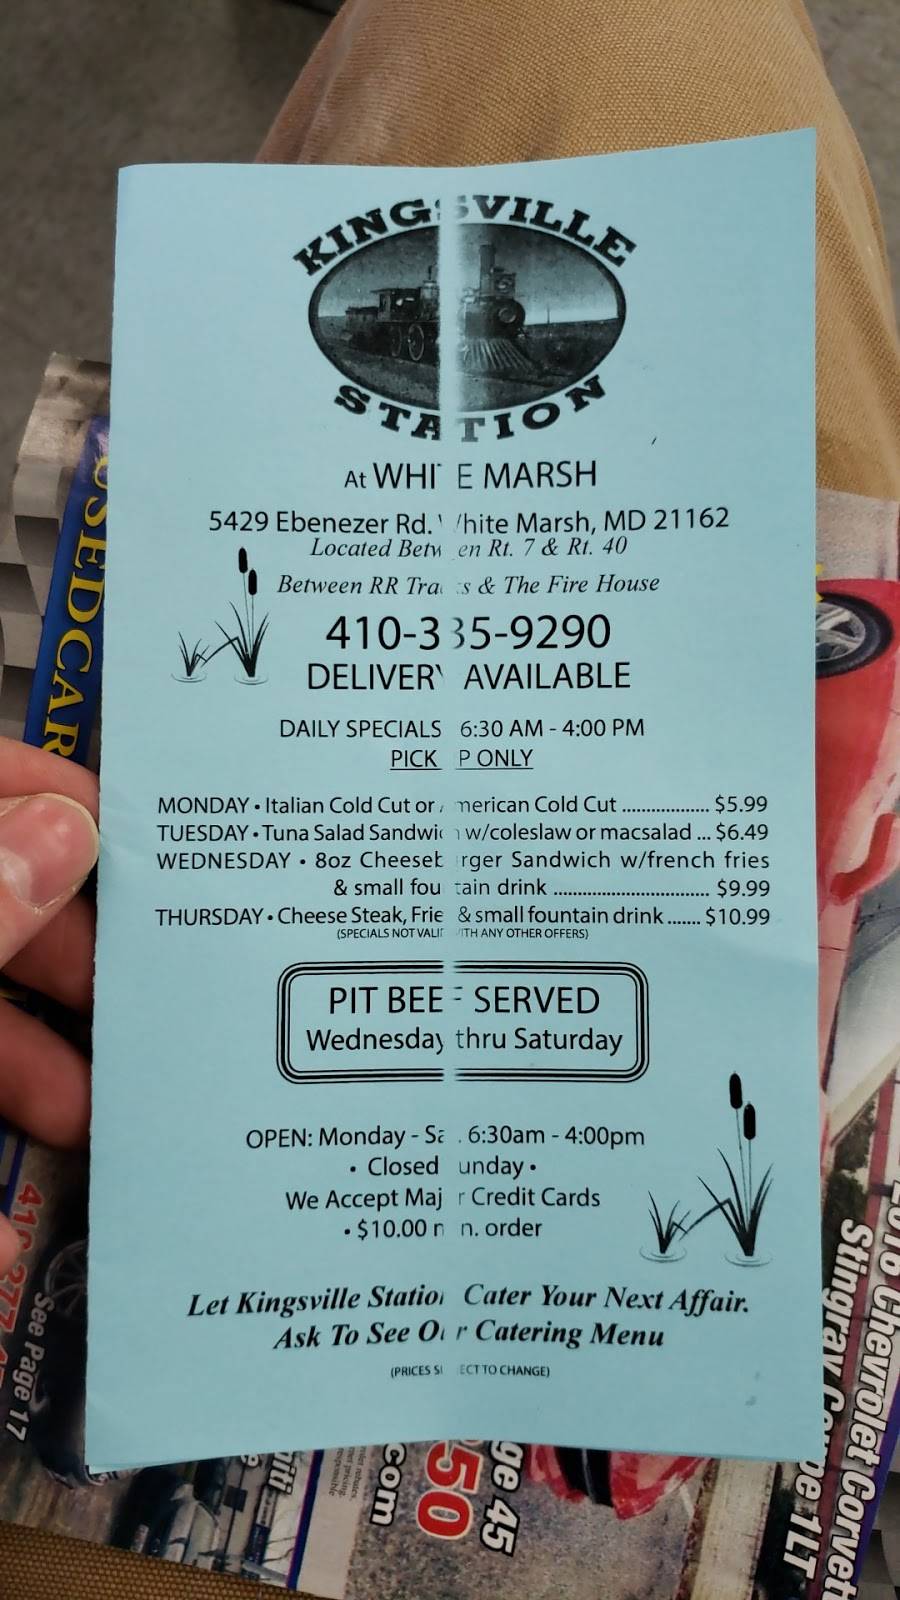 KINGSVILLE
STATION
At WHITE MARSH
5429 Ebenezer Rd. White Marsh, MD 21162
Located Between Rt. 7 & Rt. 40
Between RR Tracks & The Fire House
410-335-9290
DELIVERY AVAILABLE
DAILY SPECIALS 6:30 AM - 4:00 PM
PICK UP ONLY
MONDAY • Italian Cold Cut or American Cold Cut ................. $5.99
TUESDAY • Tuna Salad Sandwich w/coleslaw or macsalad ... $6.49
WEDNESDAY • 8oz Cheeseburger Sandwich w/french fries
& small fountain drink .............................. $9.99
THURSDAY • Cheese Steak, Fries & small fountain drink ....... $10.99
(SPECIALS NOT VALID WITH ANY OTHER OFFERS)
PIT BEEF SERVED
Wednesday thru Saturday
OPEN: Monday - Sat. 6:30am - 4:00pm
• Closed Sunday •
We Accept Major Credit Cards
• $10.00 min. order
Let Kingsville Station Cater Your Next Affair.
Ask To See Our Catering Menu
(PRICES SUBJECT TO CHANGE)
USEDCAR
See Page 17
.com
50
ge 45
2016 Chevrolet Corvett
Stingray Coupe 1LT